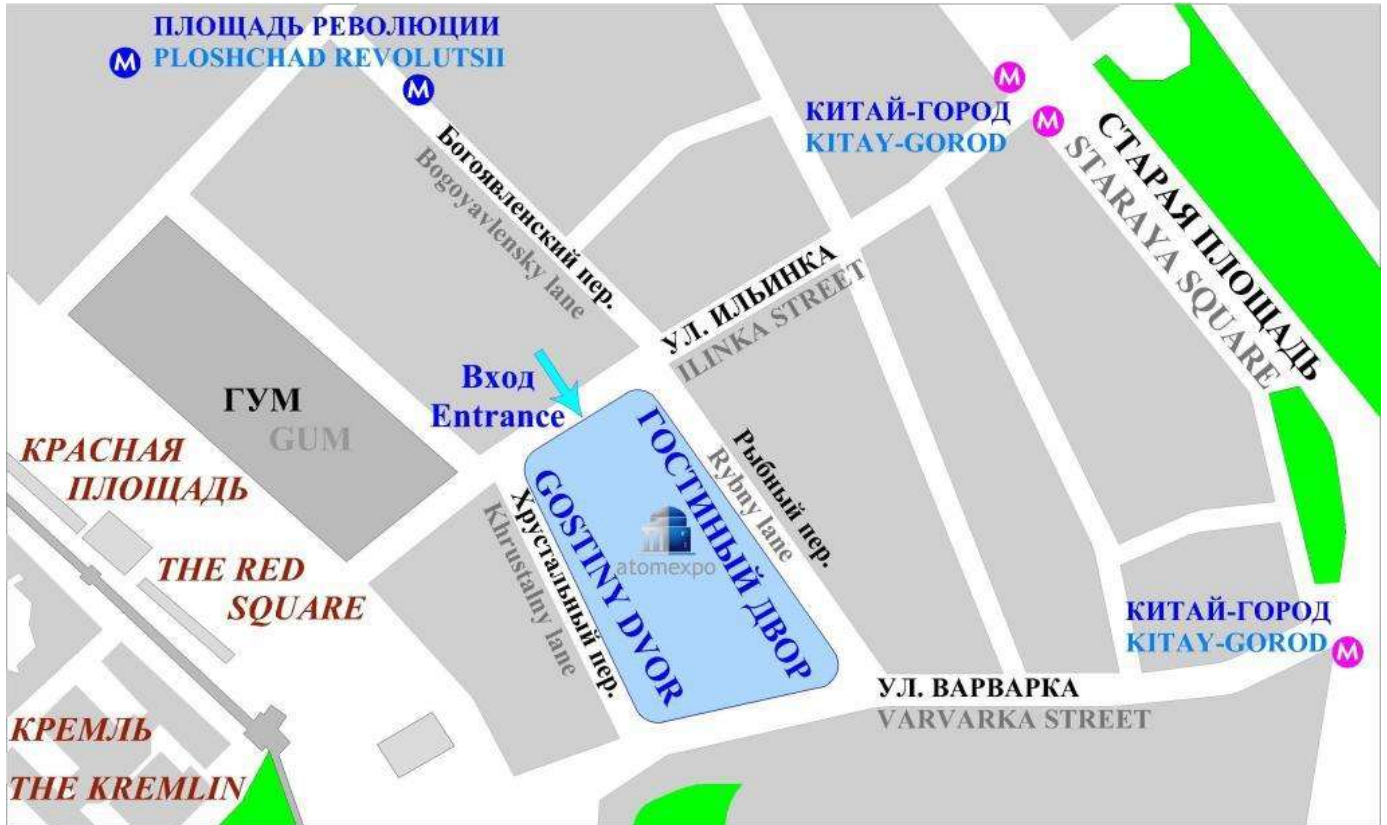 ПЛОЩАДЬ РЕВОЛЮЦИИ
PLOSHCHAD REVOLUTSII
М
М
Богоявленский пер.
Bogoyavlensky lane
М
М
КИТАЙ-ГОРОД
KITAY-GOROD
СТАРАЯ ПЛОЩАДЬ
STARAYA SQUARE
УЛ. ИЛЬИНКА
ILINKA STREET
Вход
Entrance
ГУМ
GUM
КРАСНАЯ
ПЛОЩАДЬ
THE RED
SQUARE
ГОСТИНЫЙ ДВОР
GOSTINY DVOR
atomexpo
Рыбный пер.
Rybny lane
Хрустальный пер.
Khrustalny lane
КИТАЙ-ГОРОД
KITAY-GOROD
М
УЛ. ВАРВАРКА
VARVARKA STREET
КРЕМЛЬ
THE KREMLIN